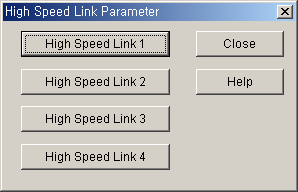 High Speed Link Parameter
High Speed Link 1
Close
High Speed Link 2
Help
High Speed Link 3
High Speed Link 4